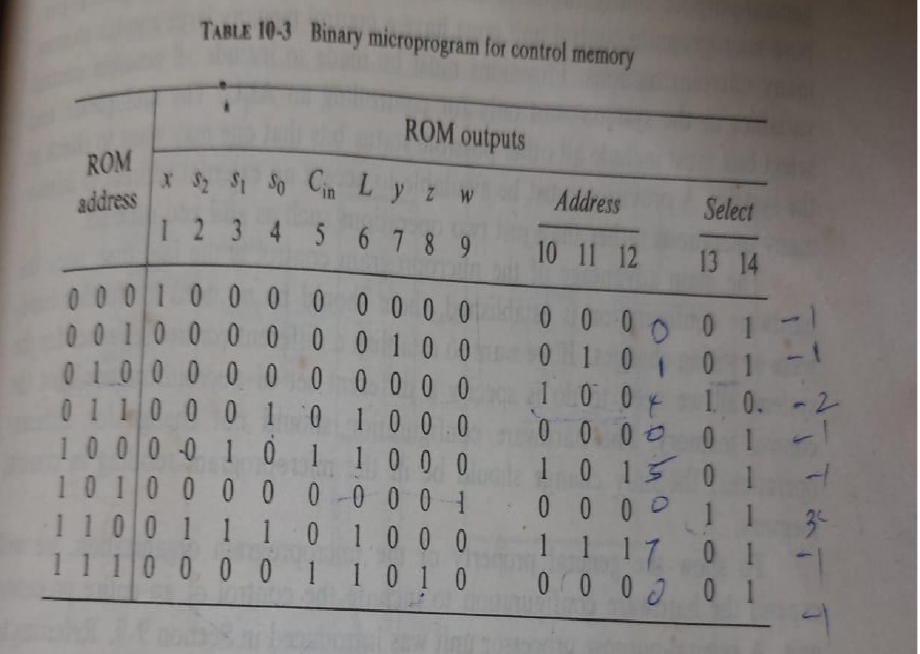 TABLE 10-3 Binary microprogram for control memory
ROM outputs
ROM address
x s₂ s₁ s₀ C_in L y z w Address Select
1 2 3 4 5 6 7 8 9 10 11 12 13 14
0 0 0 1 0 0 0 0 0 0 0 0 0 0 0 0 0 1 -1
0 0 1 0 0 0 0 0 0 1 0 0 0 1 0 1 0 1 -1
0 1 0 0 0 0 0 0 0 0 0 0 1 0 0 4 1 0 -2
0 1 1 0 0 0 1 0 1 0 0 0 0 0 0 0 0 1 -1
1 0 0 0 0 1 0 1 1 0 0 0 1 0 1 5 0 1 -1
1 0 1 0 0 0 0 0 0 0 0 1 0 0 0 0 1 1 3
1 1 0 0 1 1 1 0 1 0 0 0 1 1 1 7 0 1 -1
1 1 1 0 0 0 0 1 1 0 1 0 0 0 0 0 0 1 -1